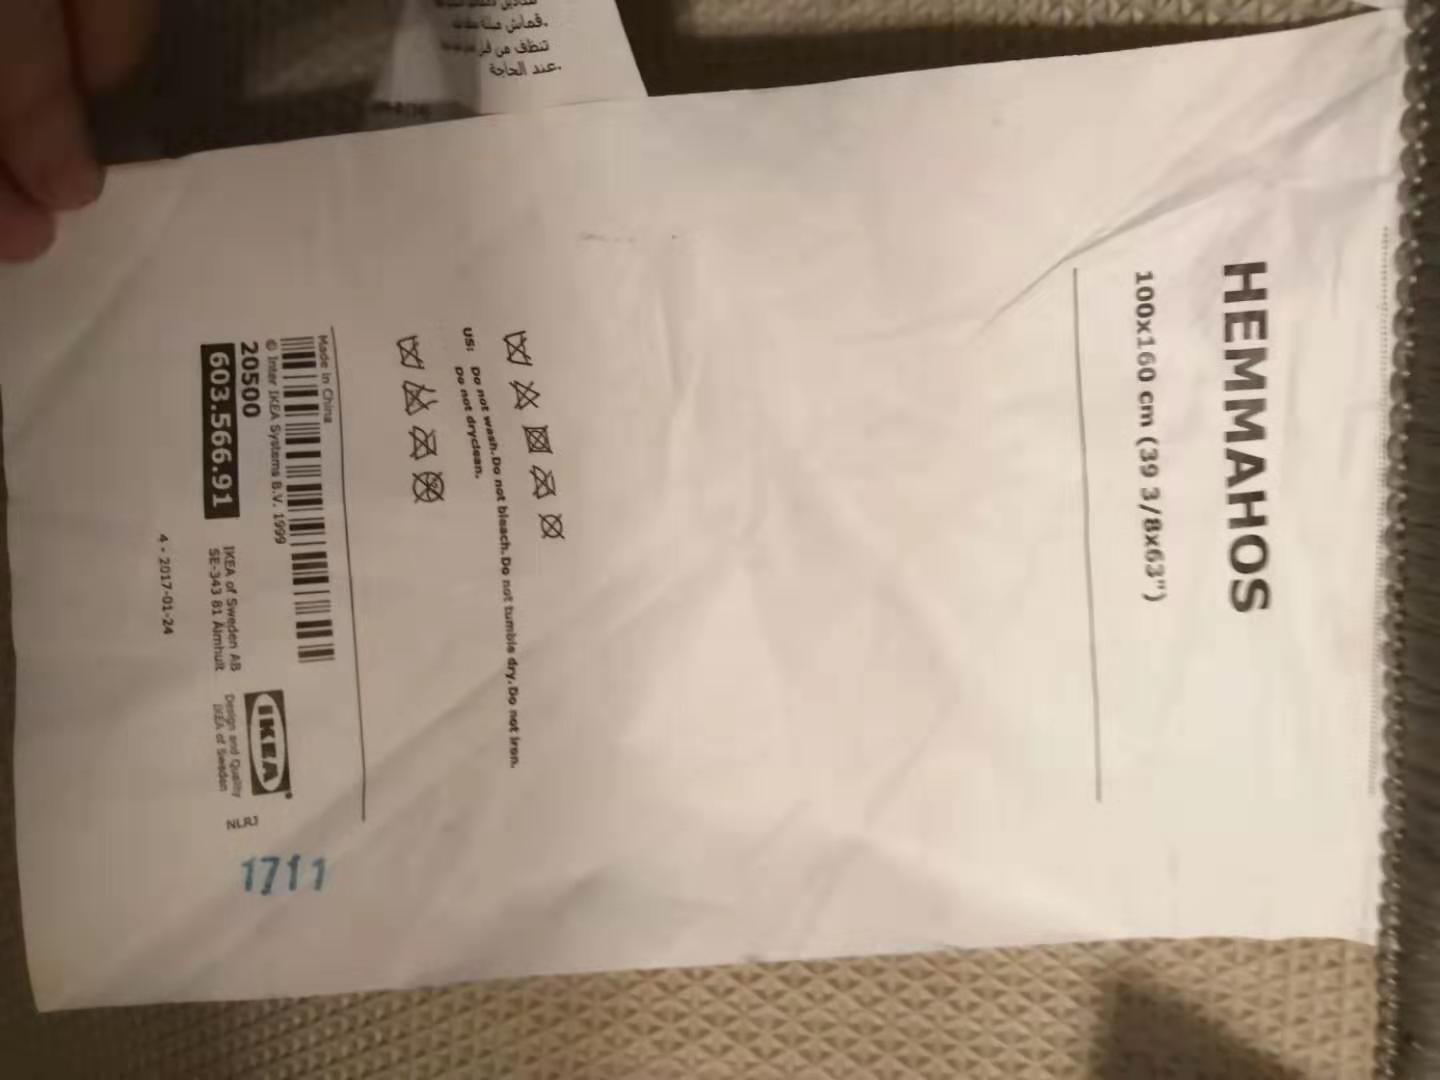 HEMMAHOS
100x160 cm (39 3/8x63")
US: Do not wash. Do not bleach. Do not tumble dry. Do not iron.
Do not dryclean.
Made in China
© Inter IKEA Systems B.V. 1999
20500
603.566.91
IKEA of Sweden AB
SE-343 81 Älmhult
IKEA®
Design and Quality
IKEA of Sweden
4 - 2017-01-24
NLRJ
1711
تنظف من
عند الحاجة.